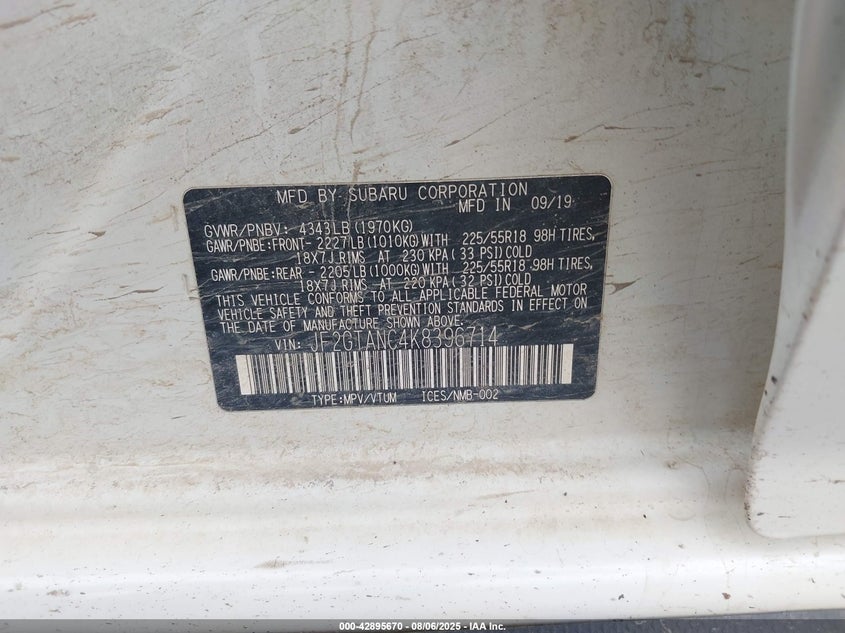 MFD BY SUBARU CORPORATION
MFD IN 09/19
GVWR/PNBV: 4343LB(1970KG)
GAWR/PNBE:FRONT- 2227LB(1010KG)WITH 225/55R18 98H TIRES,
18X7J RIMS AT 230 KPA(33 PSI)COLD
GAWR/PNBE:REAR - 2205LB(1000KG)WITH 225/55R18 98H TIRES,
18X7J RIMS AT 220 KPA(32 PSI)COLD
THIS VEHICLE CONFORMS TO ALL APPLICABLE FEDERAL MOTOR
VEHICLE SAFETY AND THEFT PREVENTION STANDARDS IN EFFECT ON
THE DATE OF MANUFACTURE SHOWN ABOVE.
VIN: JF2GTANC4K8396714
TYPE:MPV/VTUM ICES/NMB-002
000-42895670 - 08/06/2025 - IAA Inc.